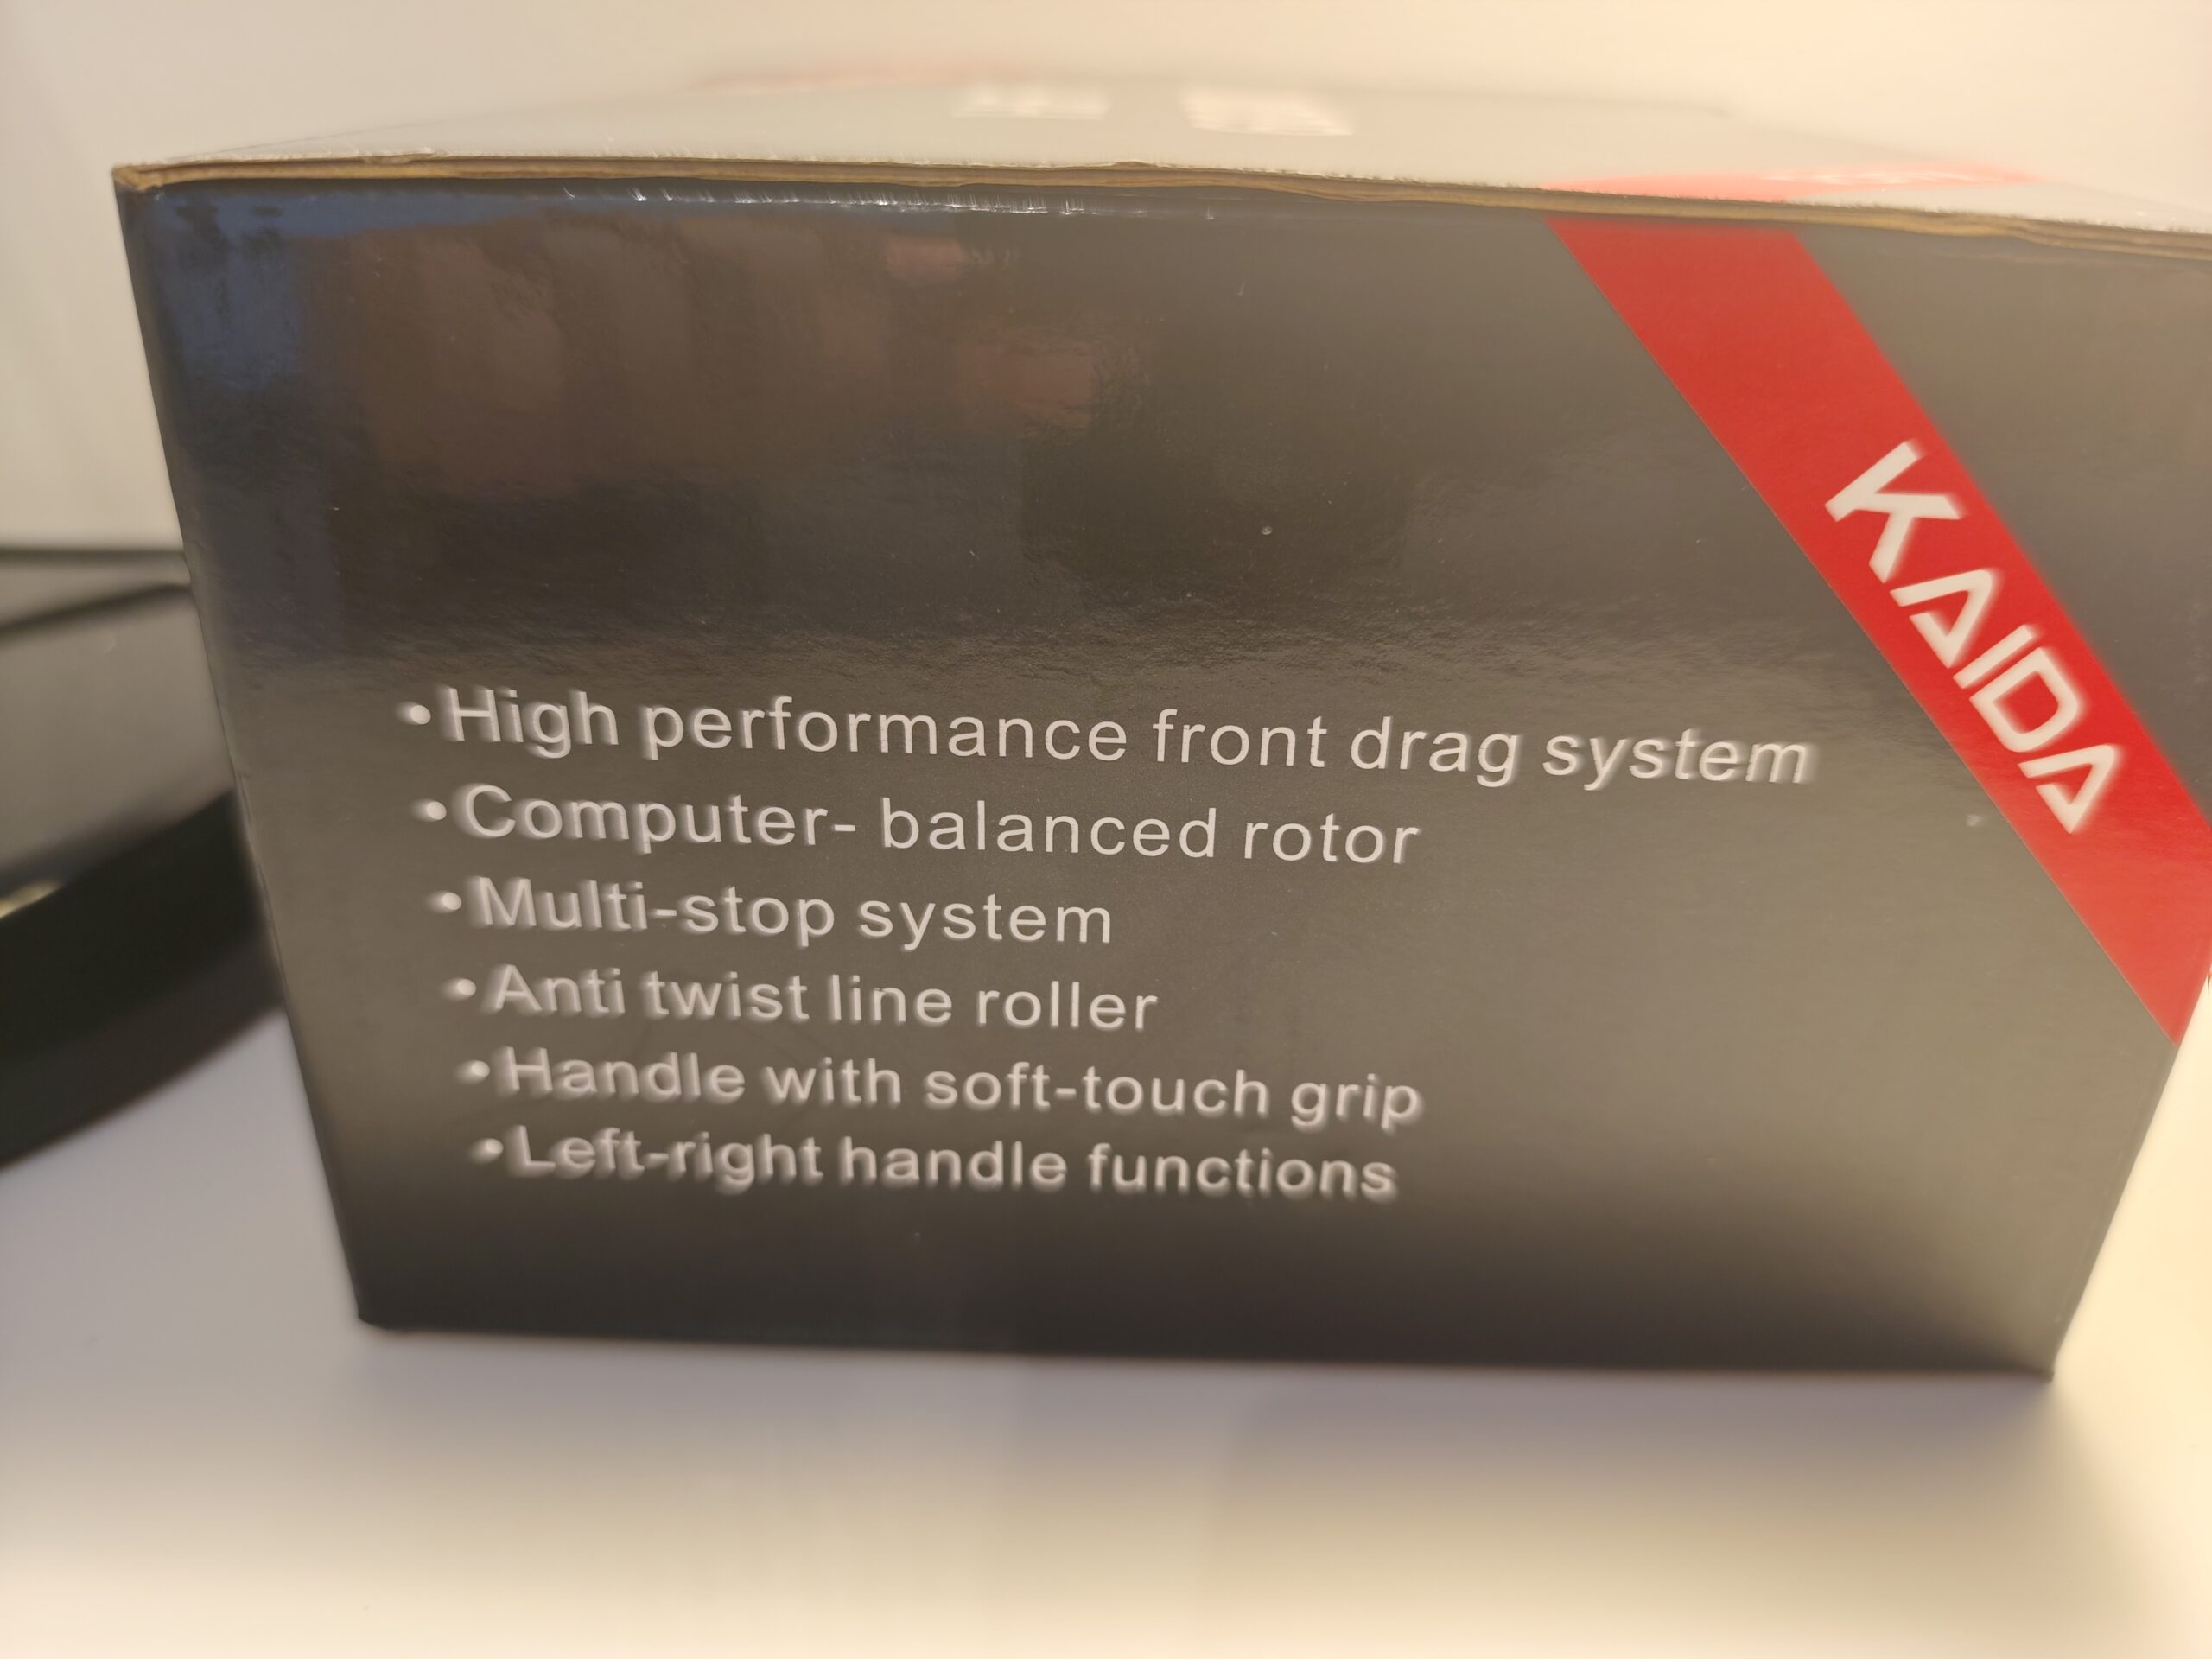 •High performance front drag system
•Computer- balanced rotor
•Multi-stop system
•Anti twist line roller
•Handle with soft-touch grip
•Left-right handle functions
KAIDA